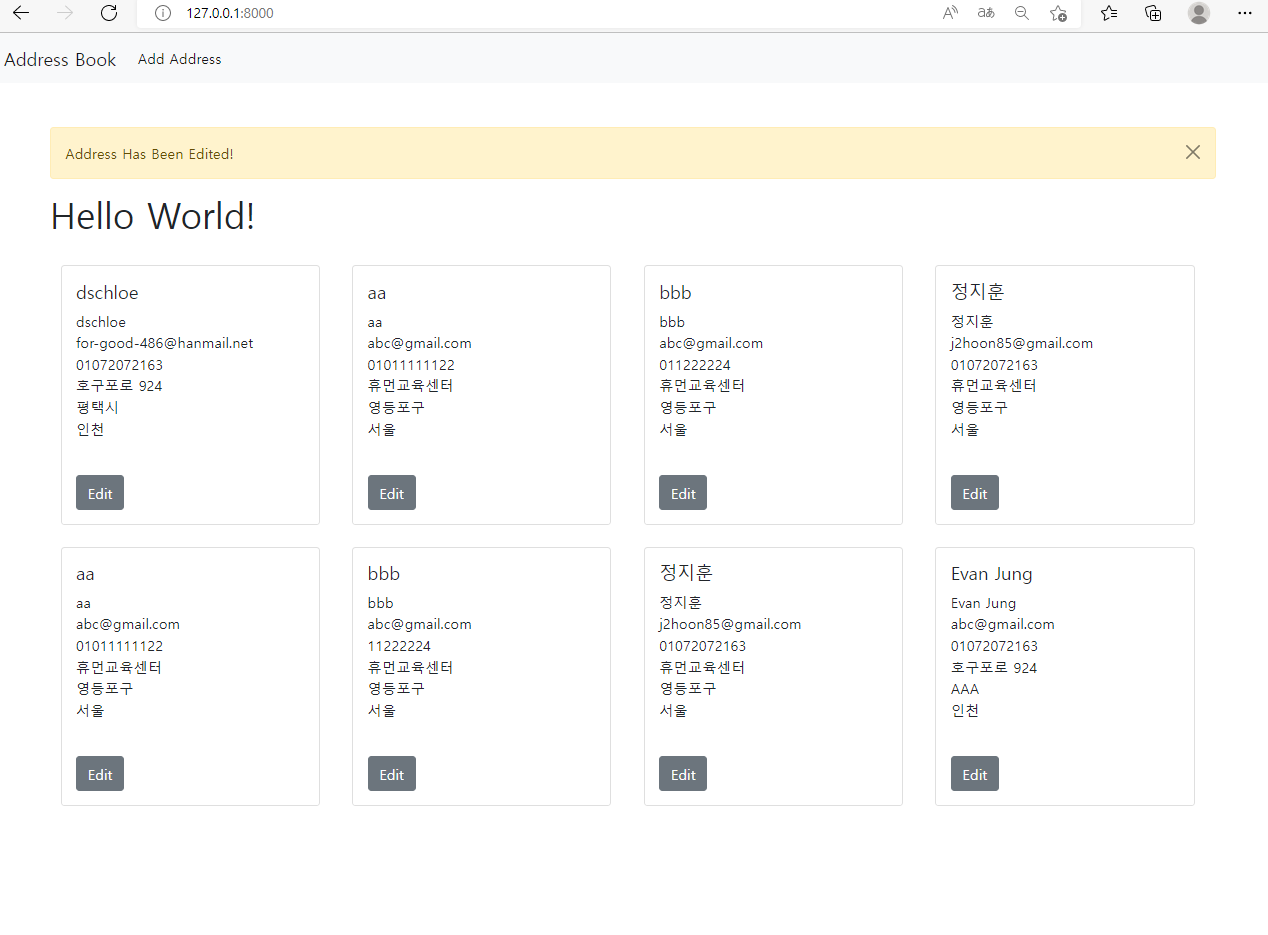 127.0.0.1:8000
Address Book Add Address
Address Has Been Edited!
Hello World!
dschloe
dschloe
for-good-486@hanmail.net
01072072163
호구포로 924
평택시
인천
Edit
aa
aa
abc@gmail.com
01011111122
휴먼교육센터
영등포구
서울
Edit
bbb
bbb
abc@gmail.com
011222224
휴먼교육센터
영등포구
서울
Edit
정지훈
정지훈
j2hoon85@gmail.com
01072072163
휴먼교육센터
영등포구
서울
Edit
aa
aa
abc@gmail.com
01011111122
휴먼교육센터
영등포구
서울
Edit
bbb
bbb
abc@gmail.com
11222224
휴먼교육센터
영등포구
서울
Edit
정지훈
정지훈
j2hoon85@gmail.com
01072072163
휴먼교육센터
영등포구
서울
Edit
Evan Jung
Evan Jung
abc@gmail.com
01072072163
호구포로 924
AAA
인천
Edit